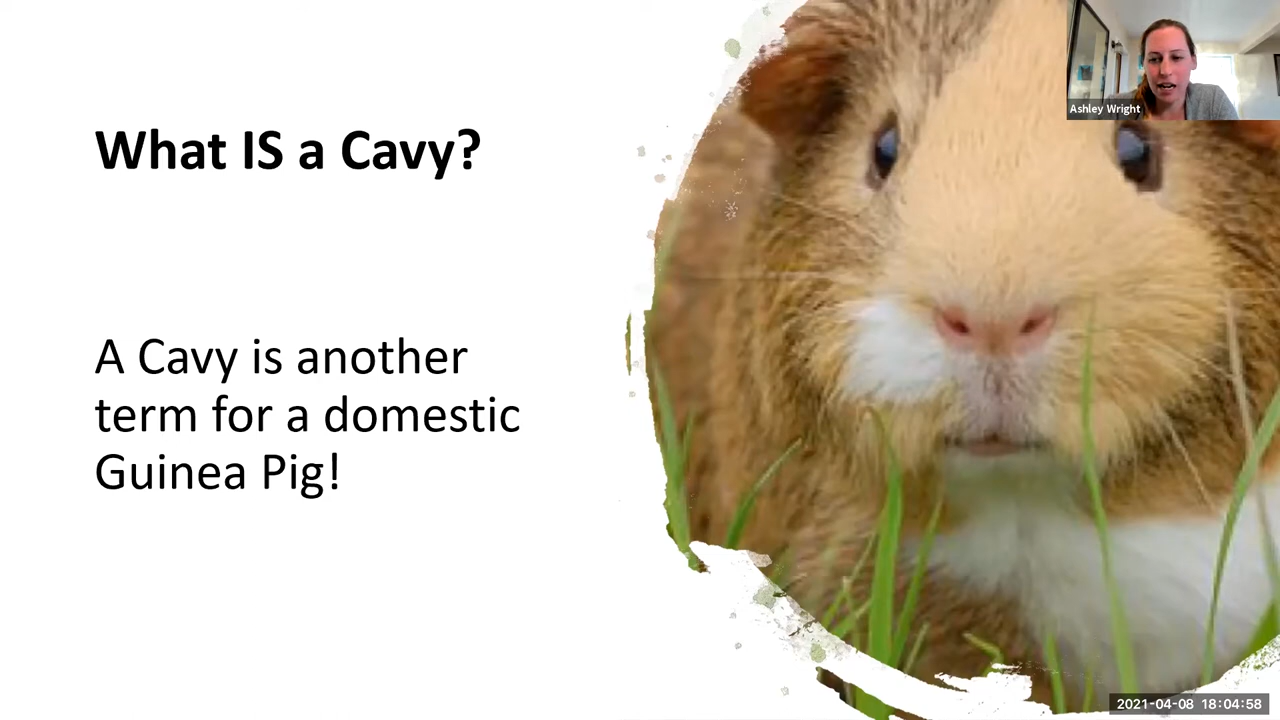 What IS a Cavy?
A Cavy is another
term for a domestic
Guinea Pig!
Ashley Wright
2021-04-08 18:04:58